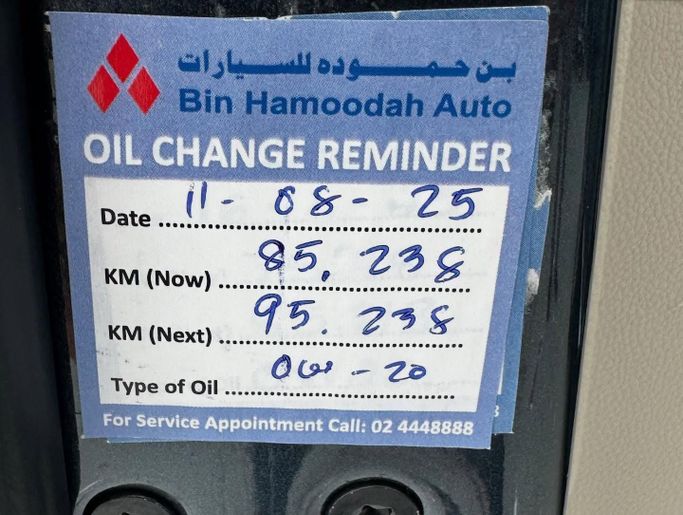 بن حموده للسيارات
Bin Hamoodah Auto
OIL CHANGE REMINDER
Date 11 - 08 - 25
KM (Now) 85. 238
KM (Next) 95. 238
Type of Oil 0W - 20
For Service Appointment Call: 02 4448888